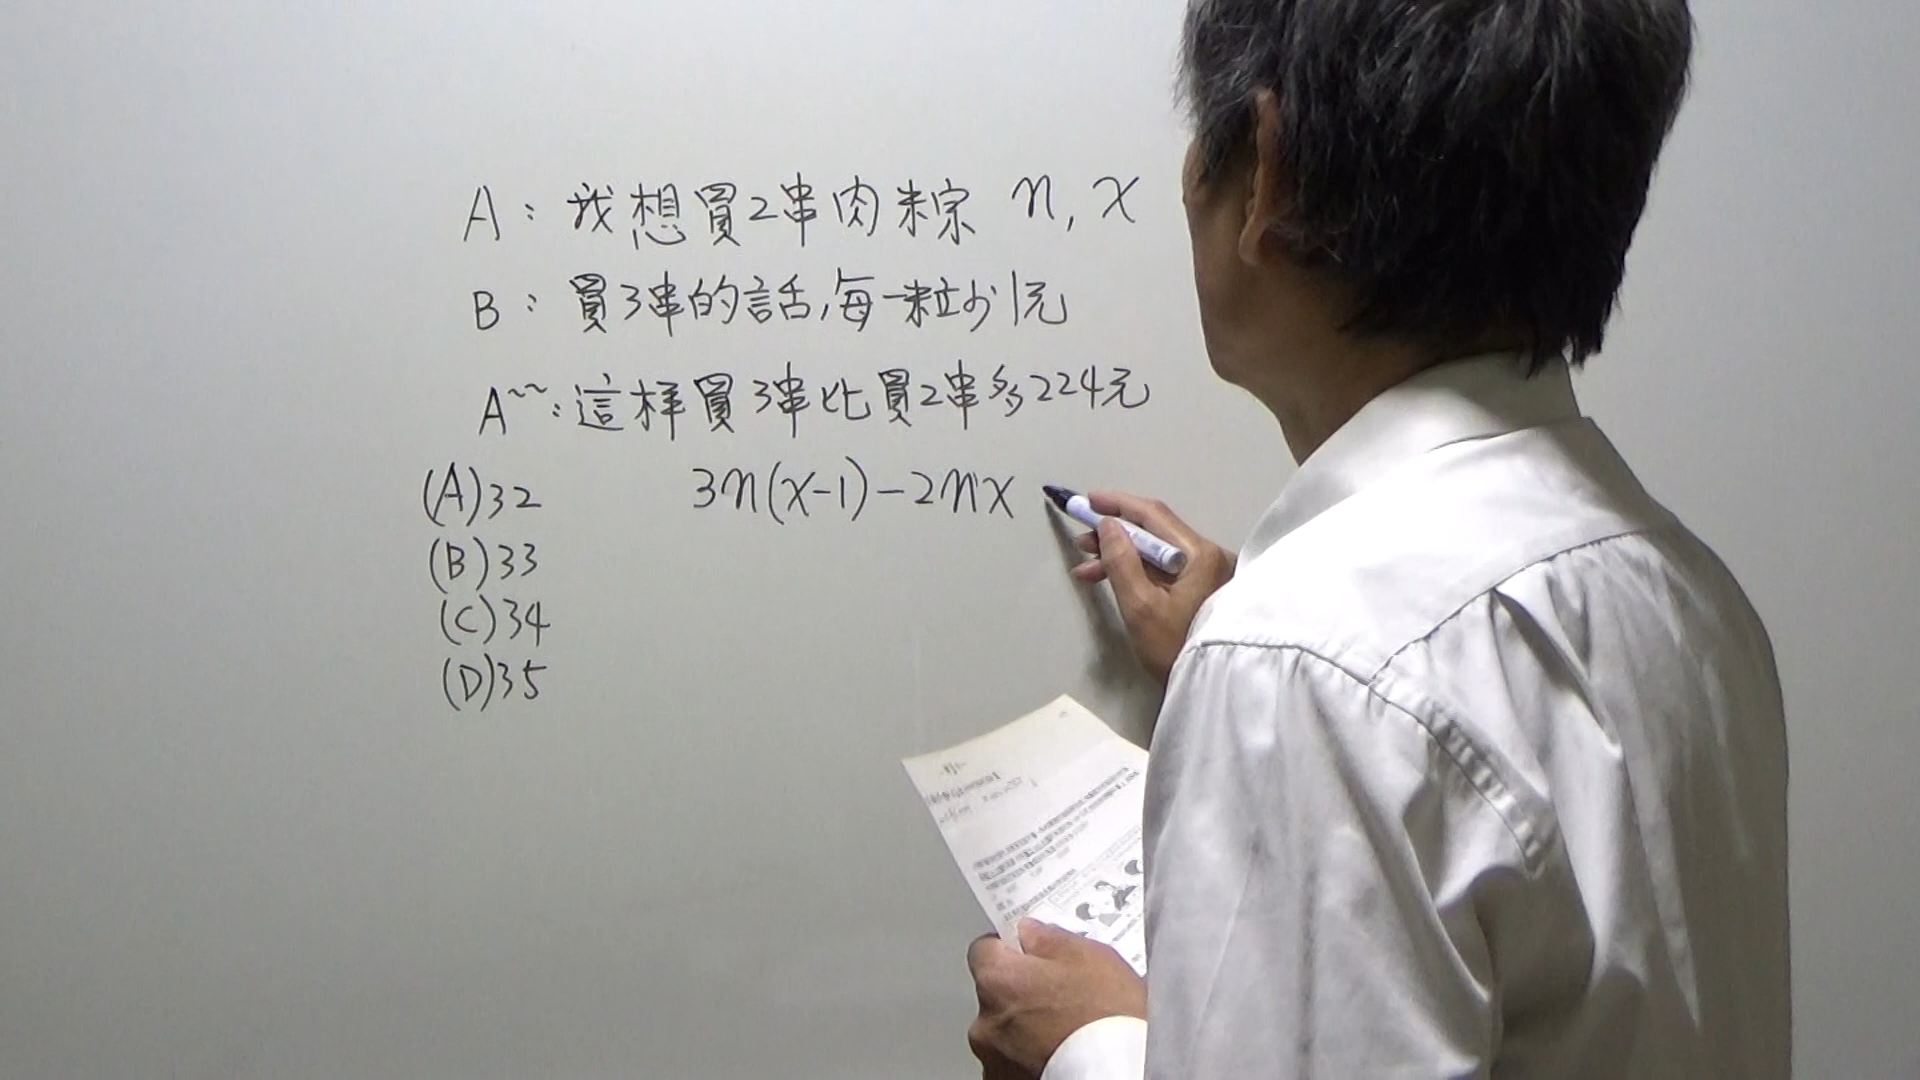 A：我想買2串肉粽 n, x
B：買3串的話，每一粒少1元
A~~：這样買3串比買2串多224元
(A)32
3n(x-1)-2nx
(B)33
(C)34
(D)35